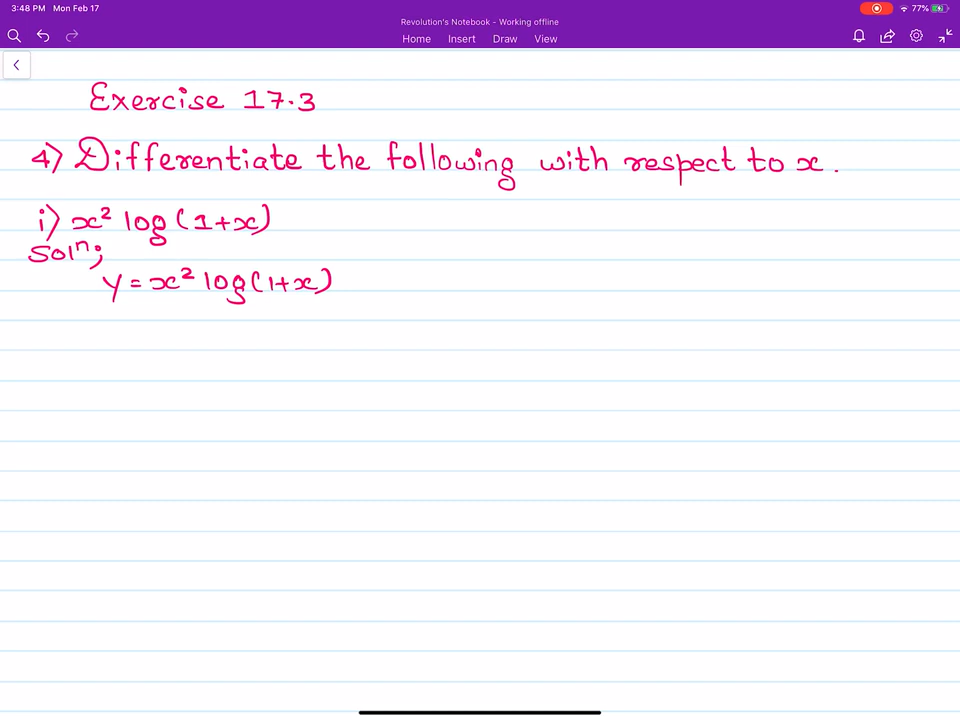 3:48 PM Mon Feb 17
77%
Revolution's Notebook - Working offline
Home Insert Draw View
Exercise 17.3
4) Differentiate the following with respect to x.
i) x² log(1+x)
Solⁿ;
y = x² log(1+x)